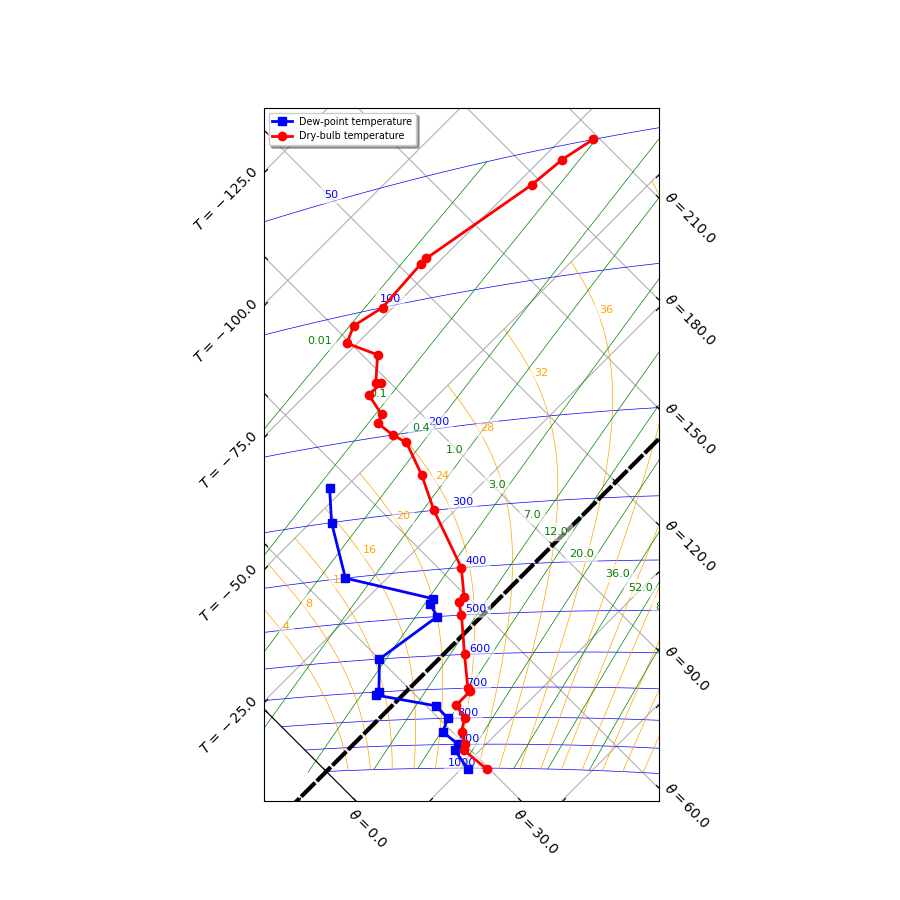 Dew-point temperature
Dry-bulb temperature
T = −125.0
50
θ = 210.0
T = −100.0
100
36
θ = 180.0
0.01
32
0.1
θ = 150.0
T = −75.0
0.4
200
28
1.0
24
3.0
300
20
7.0
12.0
θ = 120.0
16
20.0
T = −50.0
400
36.0
52.0
8
500
4
600
θ = 90.0
700
T = −25.0
800
1000
θ = 60.0
θ = 0.0
θ = 30.0